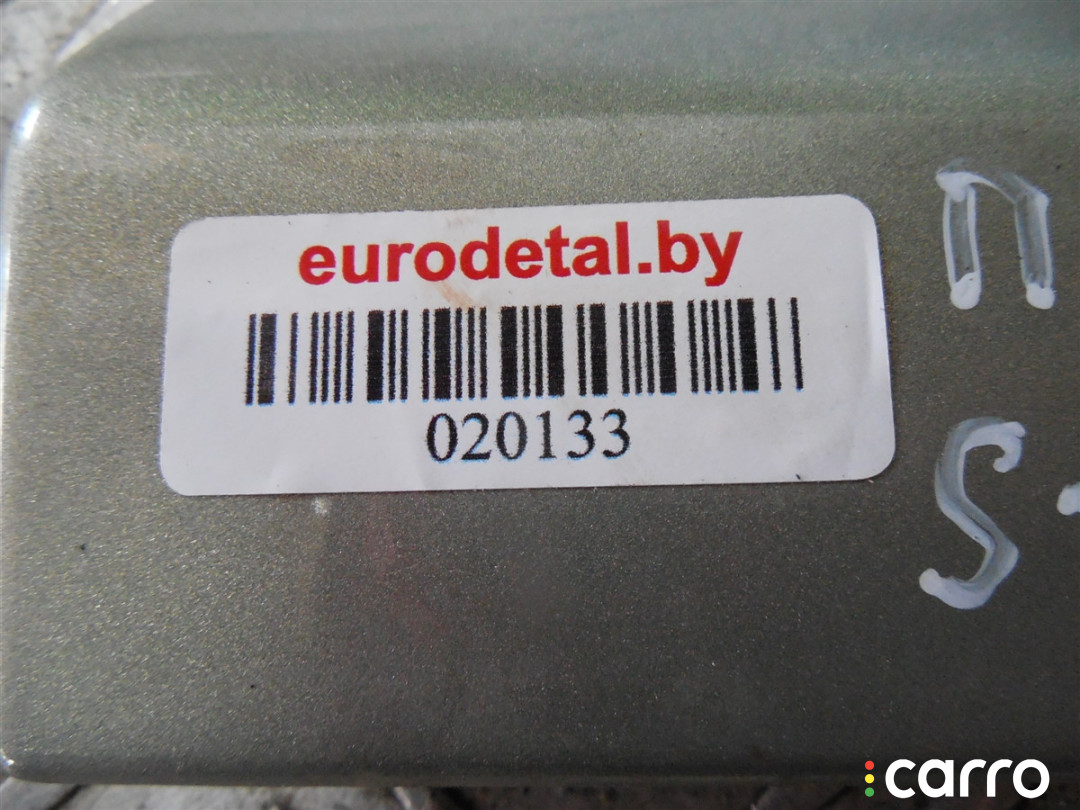 eurodetal.by
020133
П
S-
carro